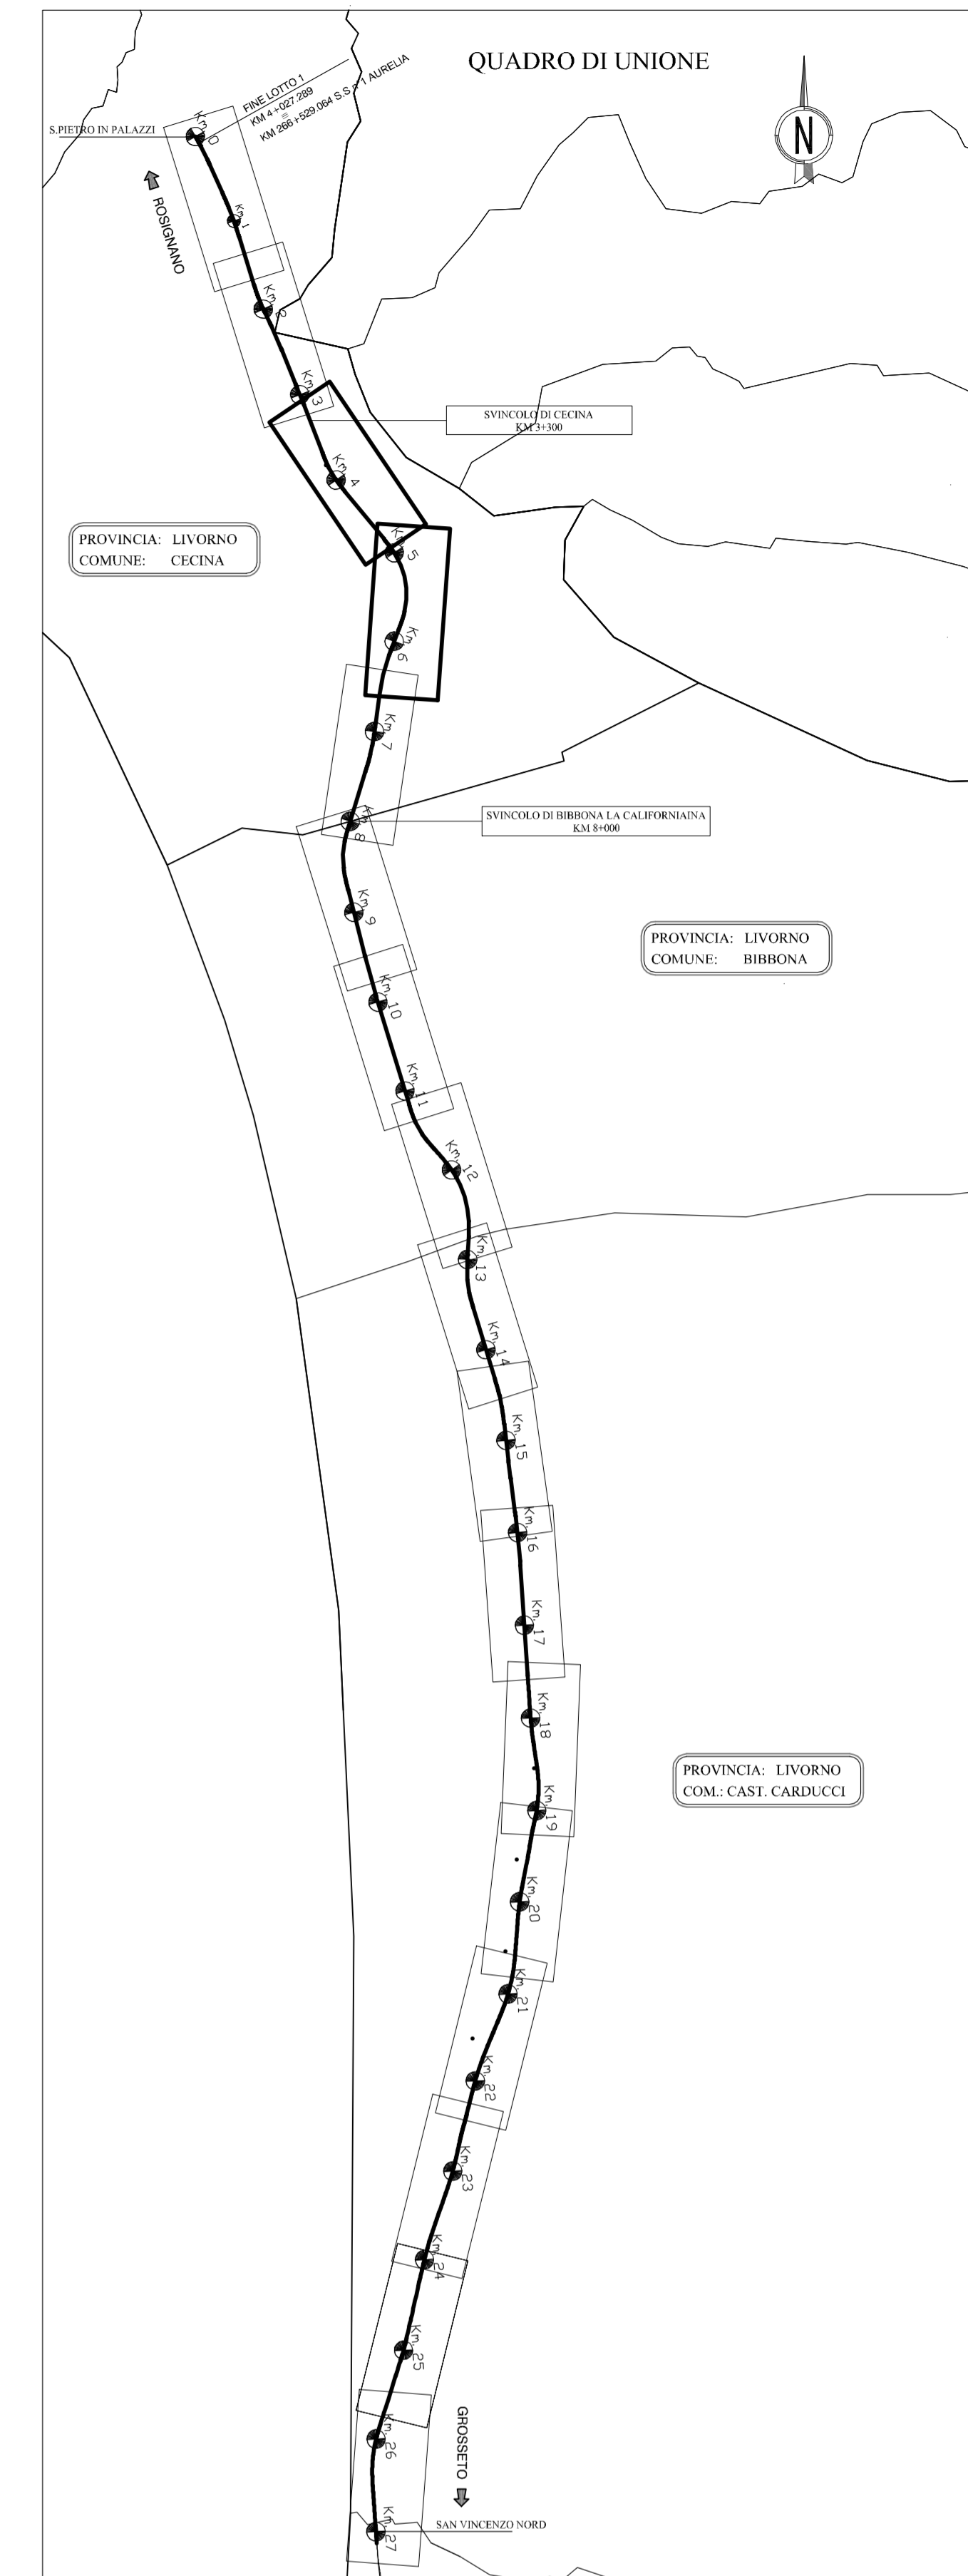 QUADRO DI UNIONE
N
FINE LOTTO 1
KM 4+027.289
=
KM 266+529.064 S.S n°1 AURELIA
S.PIETRO IN PALAZZI
Km. 0
ROSIGNANO
Km. 1
Km. 2
Km. 3
SVINCOLO DI CECINA
KM 3+300
Km. 4
PROVINCIA: LIVORNO
COMUNE: CECINA
Km. 5
Km. 6
Km. 7
Km. 8
SVINCOLO DI BIBBONA LA CALIFORNIAINA
KM 8+000
Km. 9
PROVINCIA: LIVORNO
COMUNE: BIBBONA
Km. 10
Km. 11
Km. 12
Km. 13
Km. 14
Km. 15
Km. 16
Km. 17
Km. 18
PROVINCIA: LIVORNO
COM.: CAST. CARDUCCI
Km. 19
Km. 20
Km. 21
Km. 22
Km. 23
Km. 24
Km. 25
GROSSETO
Km. 26
SAN VINCENZO NORD
Km. 27